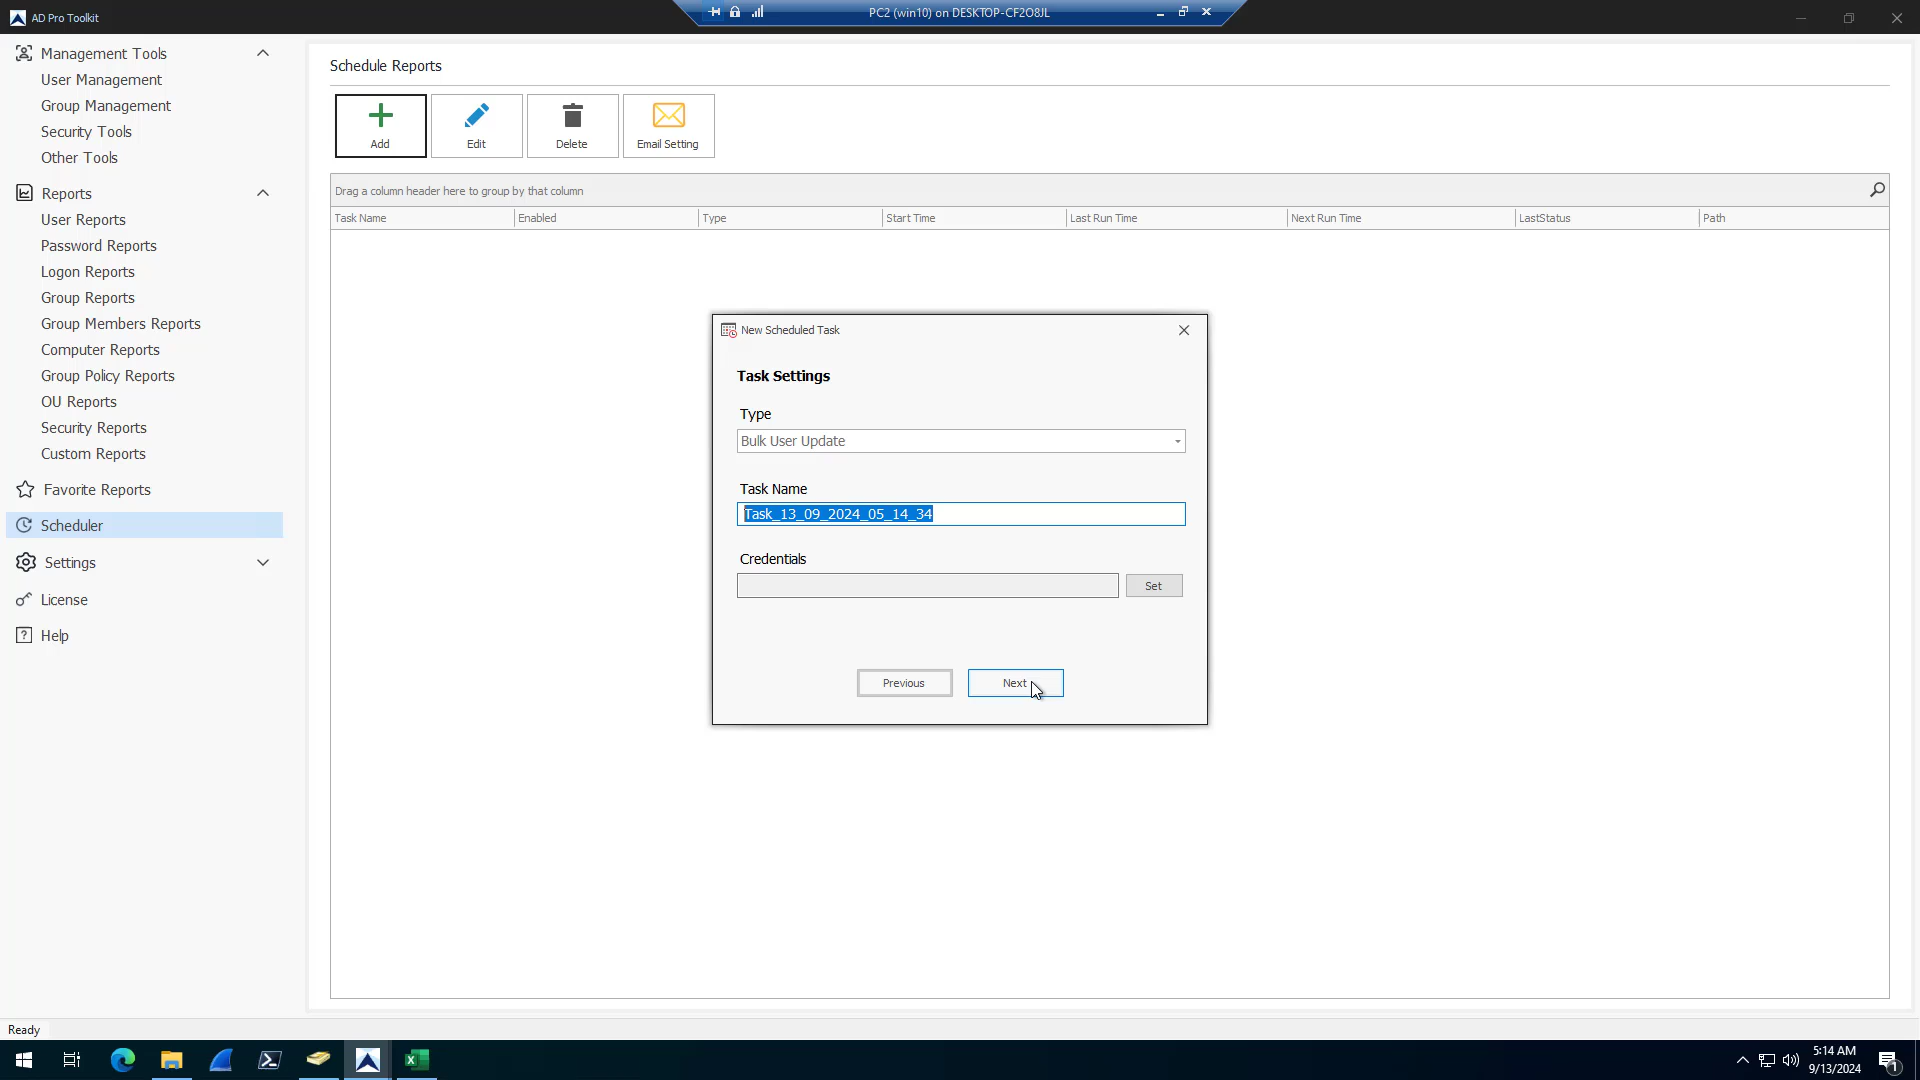 AD Pro Toolkit
PC2 (win10) on DESKTOP-CF2O8JL
Management Tools
User Management
Group Management
Security Tools
Other Tools
Reports
User Reports
Password Reports
Logon Reports
Group Reports
Group Members Reports
Computer Reports
Group Policy Reports
OU Reports
Security Reports
Custom Reports
Favorite Reports
Scheduler
Settings
License
Help
Schedule Reports
Add Edit Delete Email Setting
Drag a column header here to group by that column
Task Name Enabled Type Start Time Last Run Time Next Run Time LastStatus Path
New Scheduled Task
Task Settings
Type
Bulk User Update
Task Name
Task_13_09_2024_05_14_34
Credentials
Set
Previous Next
Ready
5:14 AM
9/13/2024
1